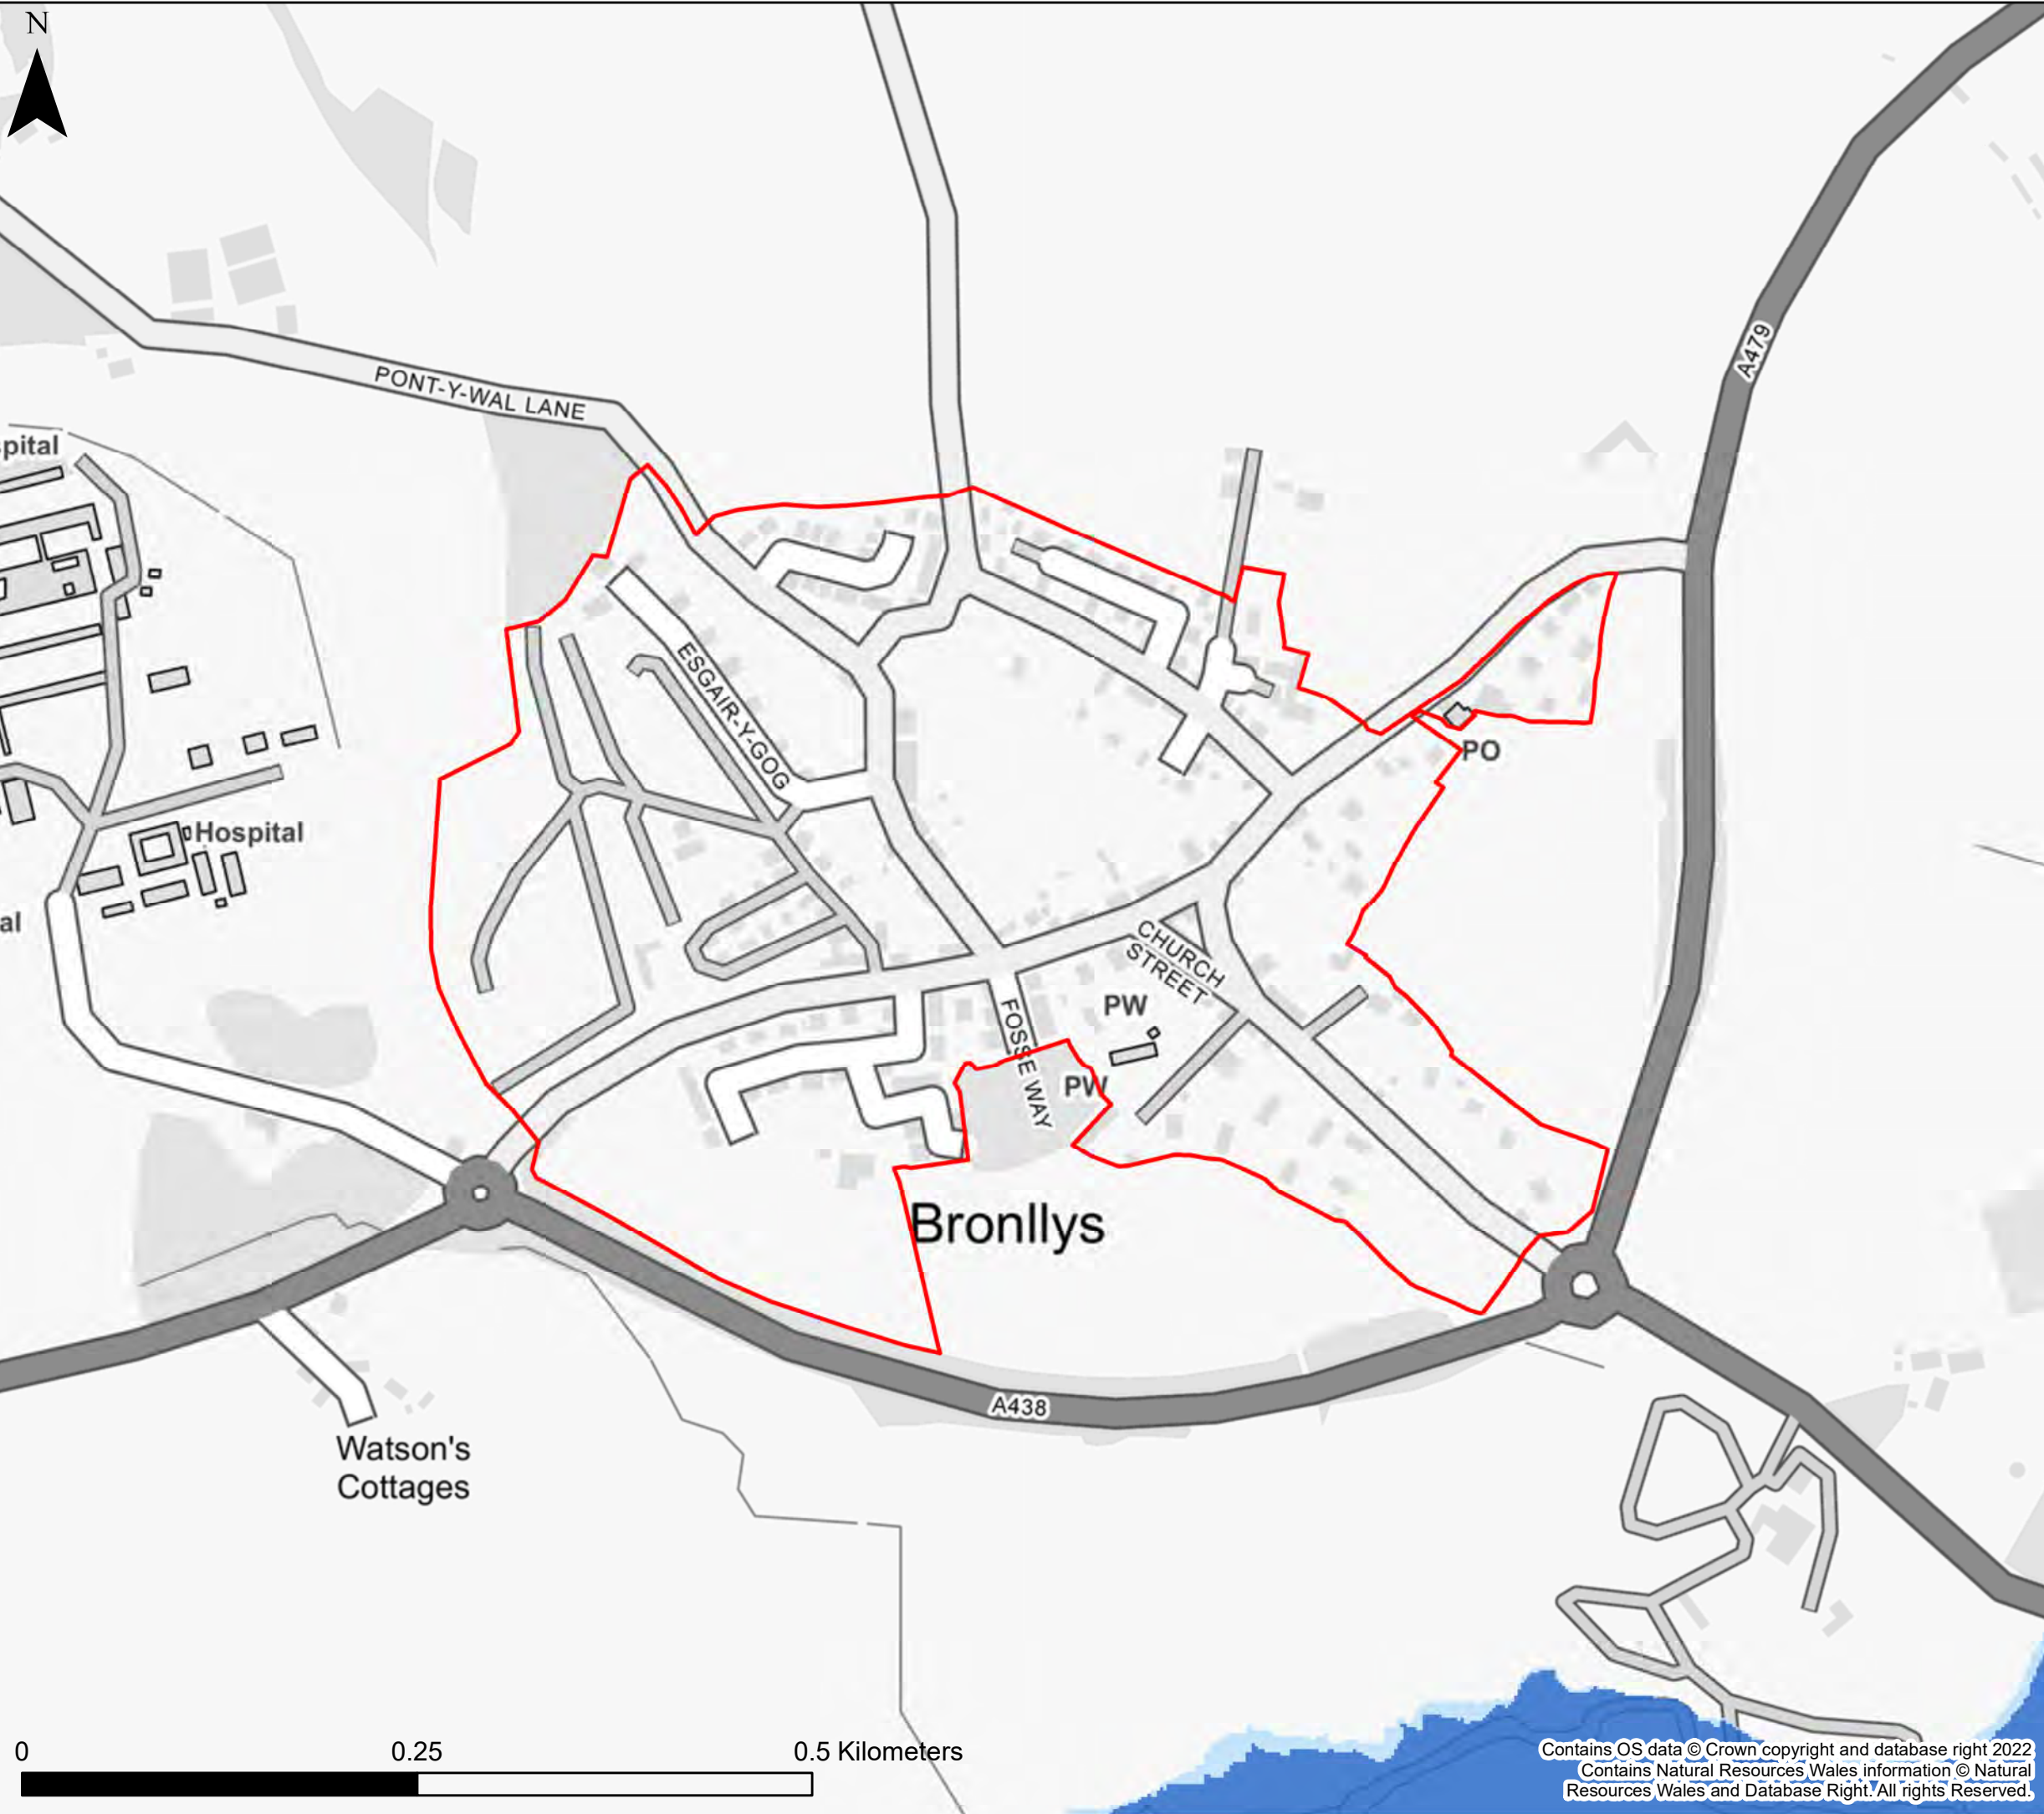 N
A479
PONT-Y-WAL LANE
spital
ESGAIR-Y-GOG
PO
Hospital
al
CHURCH
STREET
PW
FOSSE WAY
PW
Bronllys
A438
Watson's
Cottages
0 0.25 0.5 Kilometers
Contains OS data © Crown copyright and database right 2022
Contains Natural Resources Wales information © Natural
Resources Wales and Database Right. All rights Reserved.